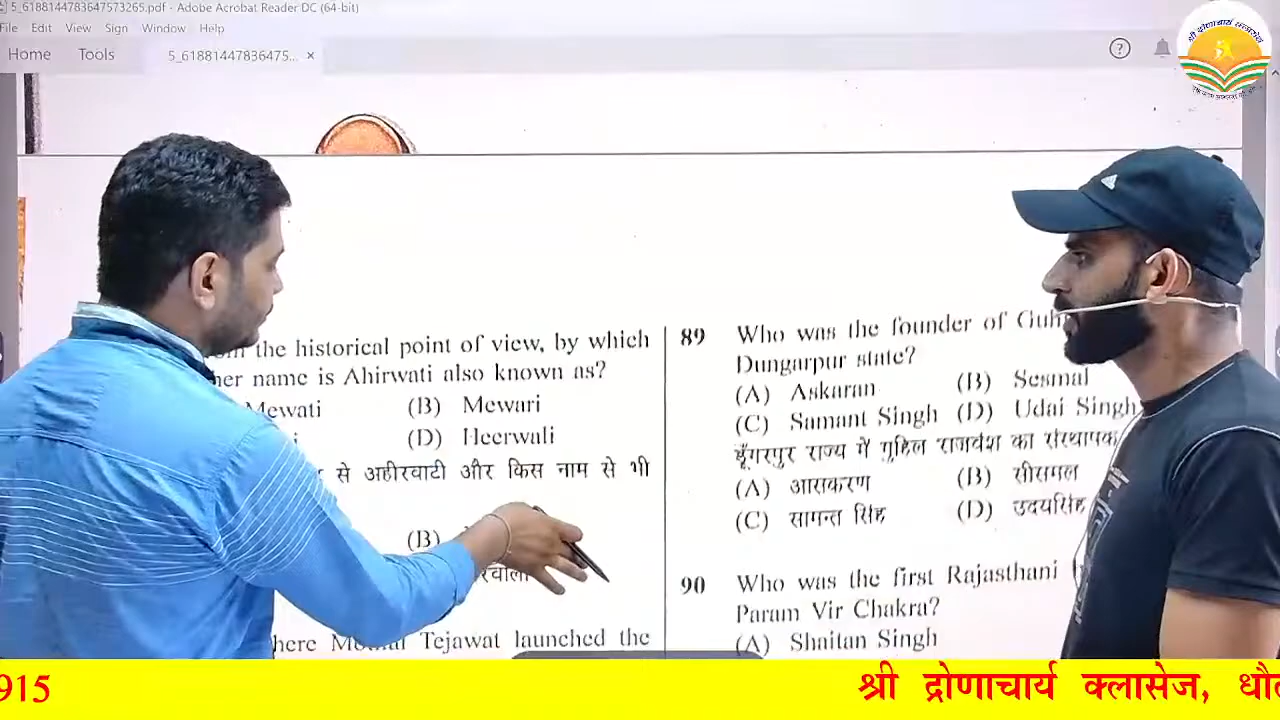 5_6188144783647573265.pdf - Adobe Acrobat Reader DC (64-bit)
File Edit View Sign Window Help
Home Tools 5_61881447836475... ×
श्री द्रोणाचार्य क्लासेज
the historical point of view, by which
name is Ahirwati also known as?
Mewati (B) Mewari
(D) Heerwali
से अहीरवाटी और किस नाम से भी
(B)
here Tejawat launched the
89 Who was the founder of
Dungarpur state?
(A) Askaran (B) Sesmal
(C) Samant Singh (D) Udai Singh
डूँगरपुर राज्य में गुहिल राजवंश का संस्थापक
(A) आसकरण (B) सीसमल
(C) सामन्त सिंह (D) उदयसिंह
90 Who was the first Rajasthani
Param Vir Chakra?
(A) Shaitan Singh
915 श्री द्रोणाचार्य क्लासेज,